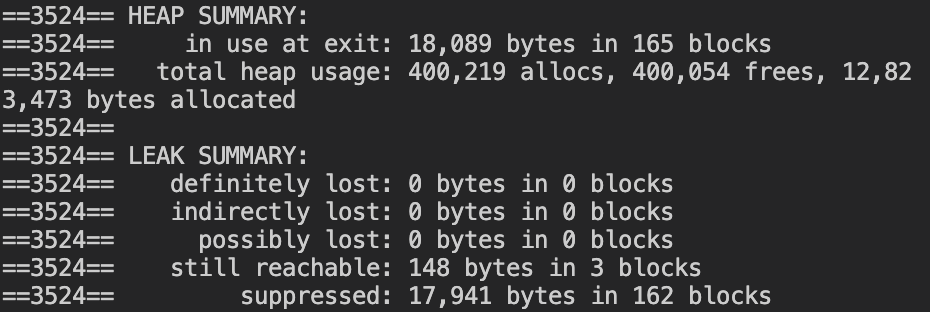 ==3524== HEAP SUMMARY:
==3524==     in use at exit: 18,089 bytes in 165 blocks
==3524==   total heap usage: 400,219 allocs, 400,054 frees, 12,82
3,473 bytes allocated
==3524==
==3524== LEAK SUMMARY:
==3524==    definitely lost: 0 bytes in 0 blocks
==3524==    indirectly lost: 0 bytes in 0 blocks
==3524==      possibly lost: 0 bytes in 0 blocks
==3524==    still reachable: 148 bytes in 3 blocks
==3524==         suppressed: 17,941 bytes in 162 blocks